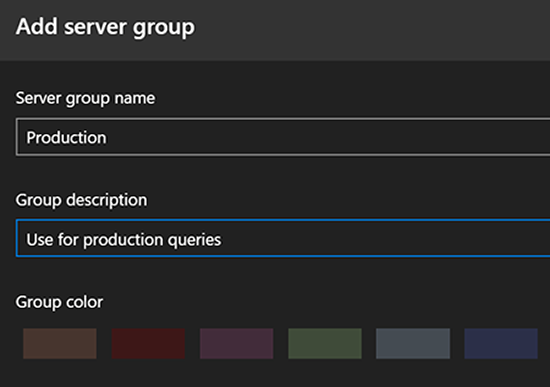 Add server group
Server group name
Production
Group description
Use for production queries
Group color